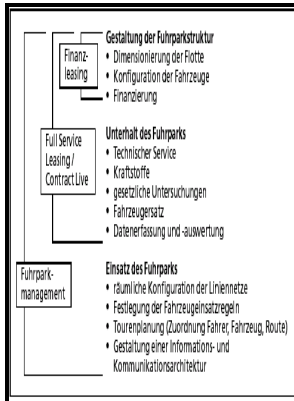 Gestaltung der Fuhrparkstruktur
Finanz-
leasing
• Dimensionierung der Flotte
• Konfiguration der Fahrzeuge
• Finanzierung
Full Service
Leasing /
Contract Live
Unterhalt des Fuhrparks
• Technischer Service
• Kraftstoffe
• gesetzliche Untersuchungen
• Fahrzeugersatz
• Datenerfassung und -auswertung
Fuhrpark-
management
Einsatz des Fuhrparks
• räumliche Konfiguration der Liniennetze
• Festlegung der Fahrzeugeinsatzregeln
• Tourenplanung (Zuordnung Fahrer, Fahrzeug, Route)
• Gestaltung einer Informations- und
Kommunikationsarchitektur